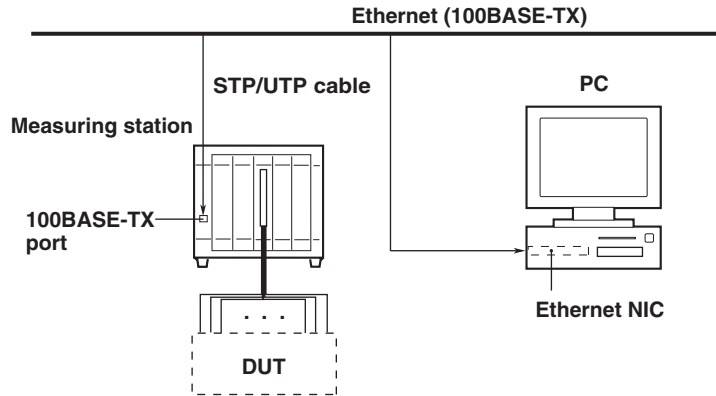 Ethernet (100BASE-TX)
STP/UTP cable
PC
Measuring station
100BASE-TX
port
Ethernet NIC
DUT